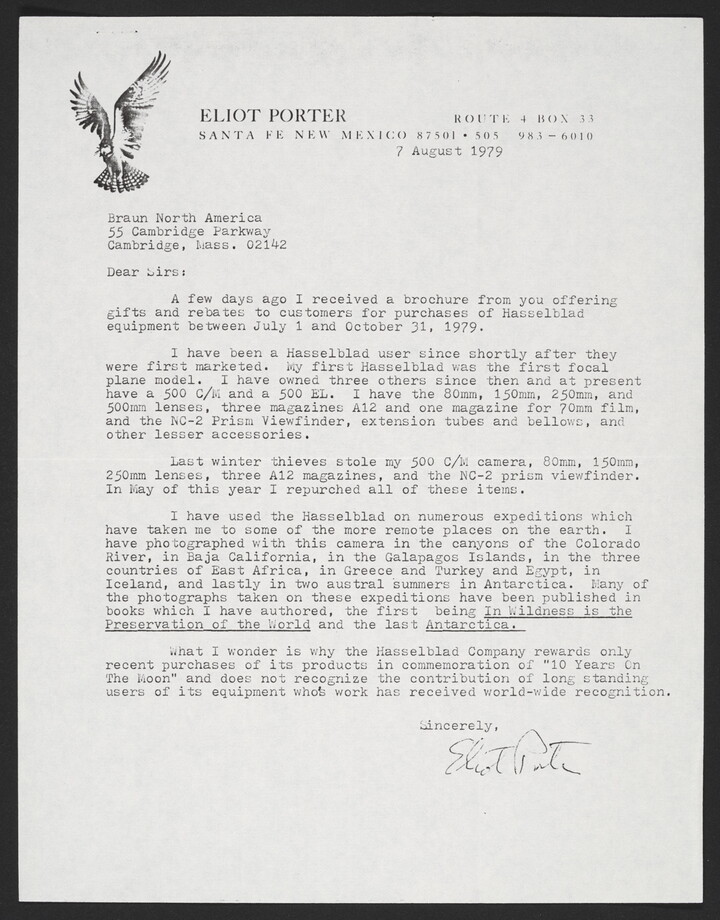 ELIOT PORTER
ROUTE 4 BOX 33
SANTA FE NEW MEXICO 87501 • 505 983 – 6010
7 August 1979
Braun North America
55 Cambridge Parkway
Cambridge, Mass. 02142
Dear Sirs:
A few days ago I received a brochure from you offering
gifts and rebates to customers for purchases of Hasselblad
equipment between July 1 and October 31, 1979.
I have been a Hasselblad user since shortly after they
were first marketed. My first Hasselblad was the first focal
plane model. I have owned three others since then and at present
have a 500 C/M and a 500 EL. I have the 80mm, 150mm, 250mm, and
500mm lenses, three magazines A12 and one magazine for 70mm film,
and the NC-2 Prism Viewfinder, extension tubes and bellows, and
other lesser accessories.
Last winter thieves stole my 500 C/M camera, 80mm, 150mm,
250mm lenses, three A12 magazines, and the NC-2 prism viewfinder.
In May of this year I repurched all of these items.
I have used the Hasselblad on numerous expeditions which
have taken me to some of the more remote places on the earth. I
have photographed with this camera in the canyons of the Colorado
River, in Baja California, in the Galapagos Islands, in the three
countries of East Africa, in Greece and Turkey and Egypt, in
Iceland, and lastly in two austral summers in Antarctica. Many of
the photographs taken on these expeditions have been published in
books which I have authored, the first being In Wildness is the
Preservation of the World and the last Antarctica.
What I wonder is why the Hasselblad Company rewards only
recent purchases of its products in commemoration of "10 Years On
The Moon" and does not recognize the contribution of long standing
users of its equipment who's work has received world-wide recognition.
Sincerely,
Eliot Porter